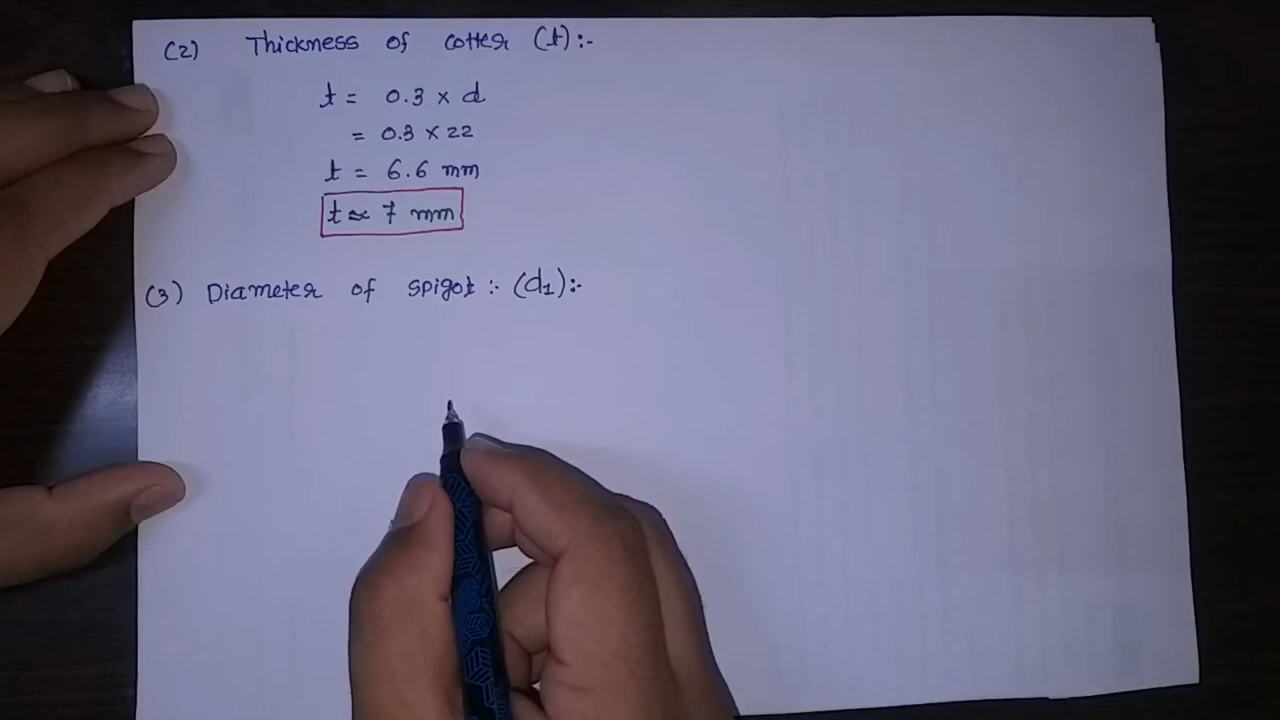 (2) Thickness of cotter (t):-
t = 0.3 × d
= 0.3 × 22
t = 6.6 mm
t ≈ 7 mm
(3) Diameter of spigot :- (d1):-